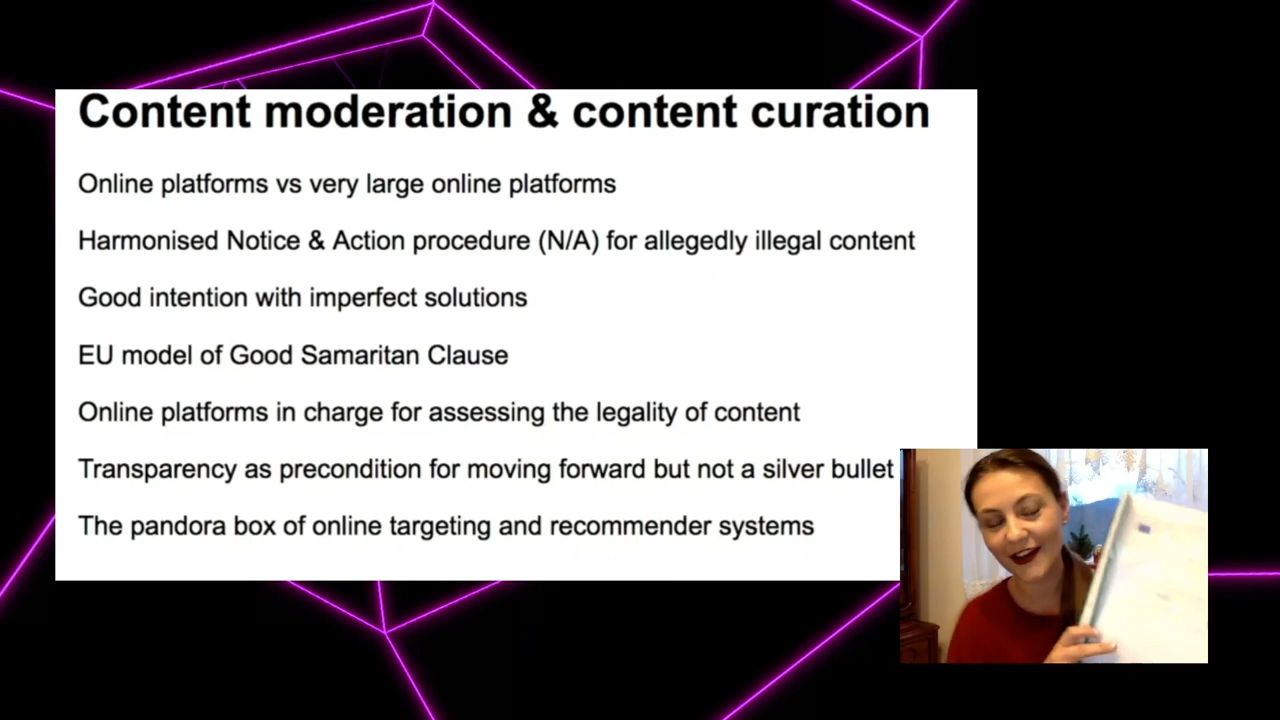 Content moderation & content curation
Online platforms vs very large online platforms
Harmonised Notice & Action procedure (N/A) for allegedly illegal content
Good intention with imperfect solutions
EU model of Good Samaritan Clause
Online platforms in charge for assessing the legality of content
Transparency as precondition for moving forward but not a silver bullet
The pandora box of online targeting and recommender systems